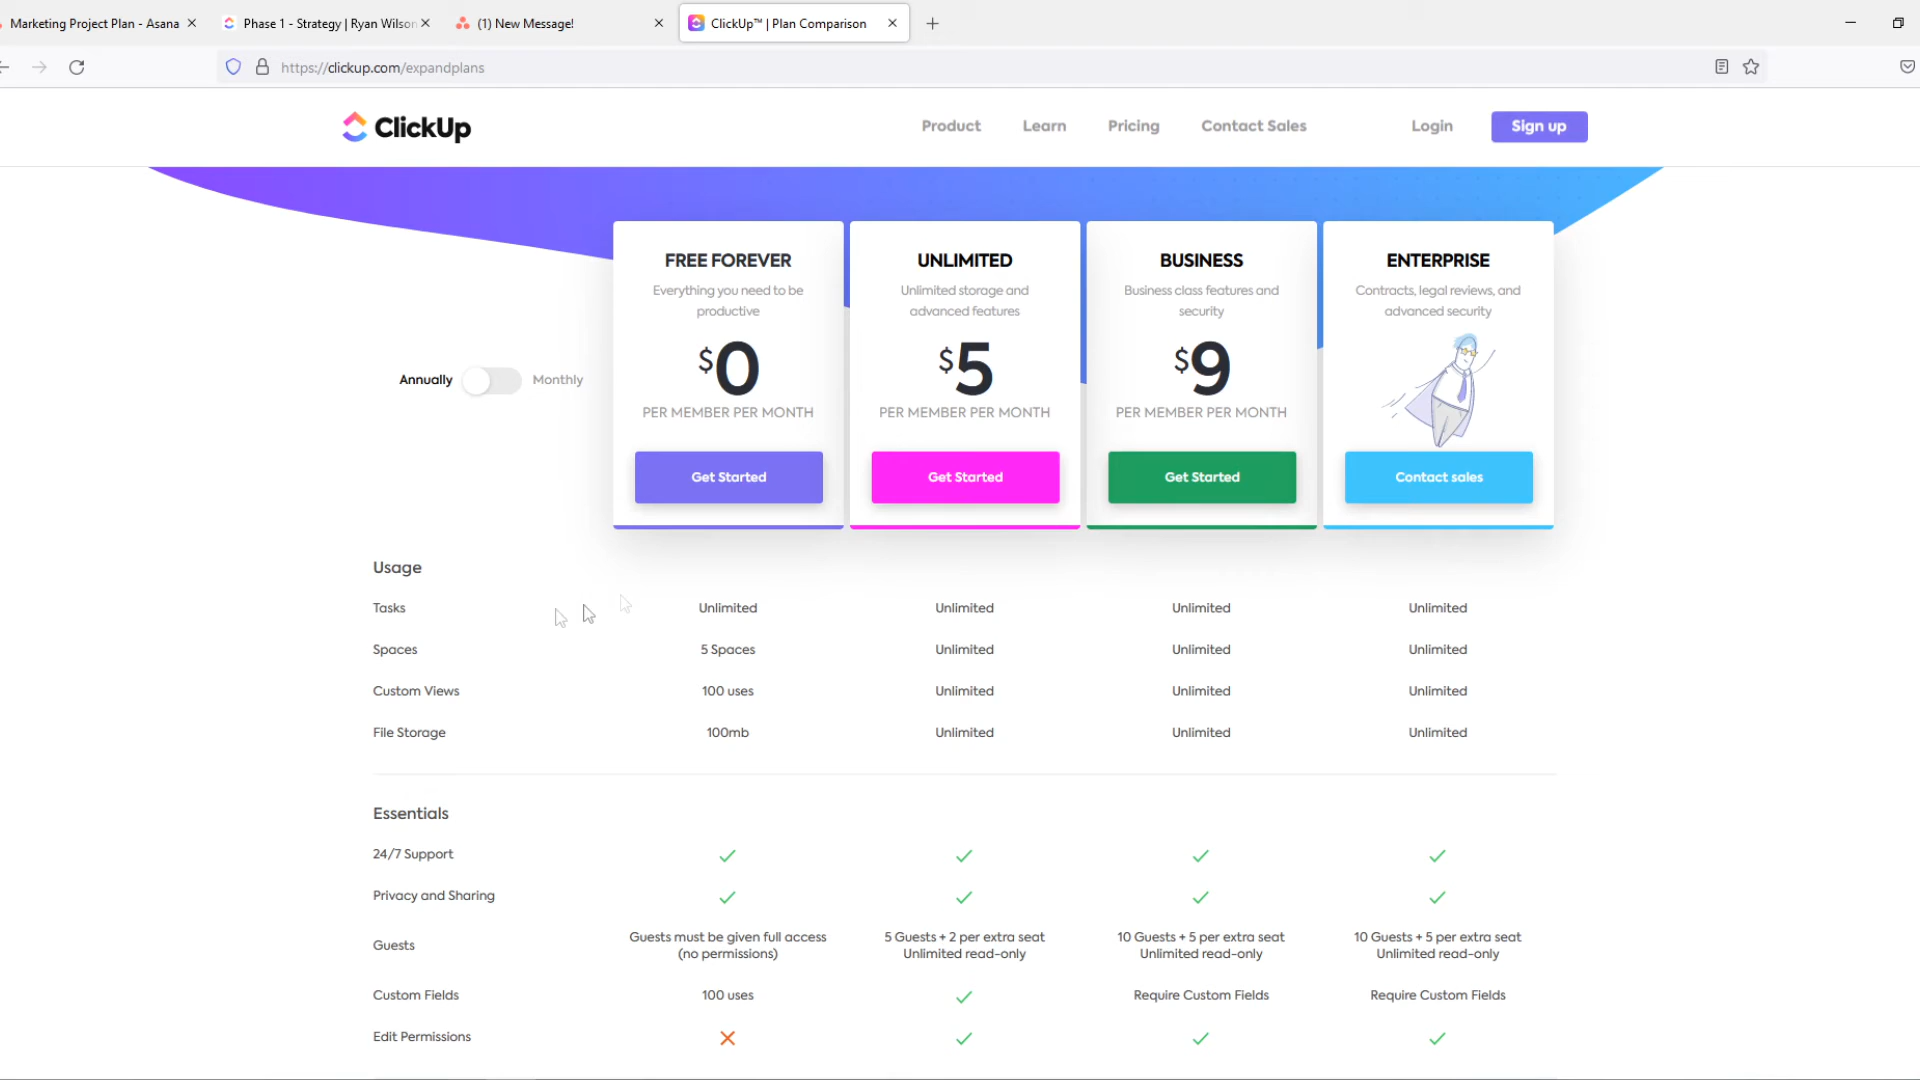 Marketing Project Plan - Asana
Phase 1 - Strategy | Ryan Wilson
(1) New Message!
ClickUp™ | Plan Comparison
https://clickup.com/expandplans
ClickUp
Product
Learn
Pricing
Contact Sales
Login
Sign up
FREE FOREVER
Everything you need to be
productive
$0
PER MEMBER PER MONTH
Get Started
UNLIMITED
Unlimited storage and
advanced features
$5
PER MEMBER PER MONTH
Get Started
BUSINESS
Business class features and
security
$9
PER MEMBER PER MONTH
Get Started
ENTERPRISE
Contracts, legal reviews, and
advanced security
Contact sales
Annually
Monthly
Usage
Tasks Unlimited Unlimited Unlimited Unlimited
Spaces 5 Spaces Unlimited Unlimited Unlimited
Custom Views 100 uses Unlimited Unlimited Unlimited
File Storage 100mb Unlimited Unlimited Unlimited
Essentials
24/7 Support
Privacy and Sharing
Guests
Guests must be given full access
(no permissions)
5 Guests + 2 per extra seat
Unlimited read-only
10 Guests + 5 per extra seat
Unlimited read-only
10 Guests + 5 per extra seat
Unlimited read-only
Custom Fields 100 uses Require Custom Fields Require Custom Fields
Edit Permissions